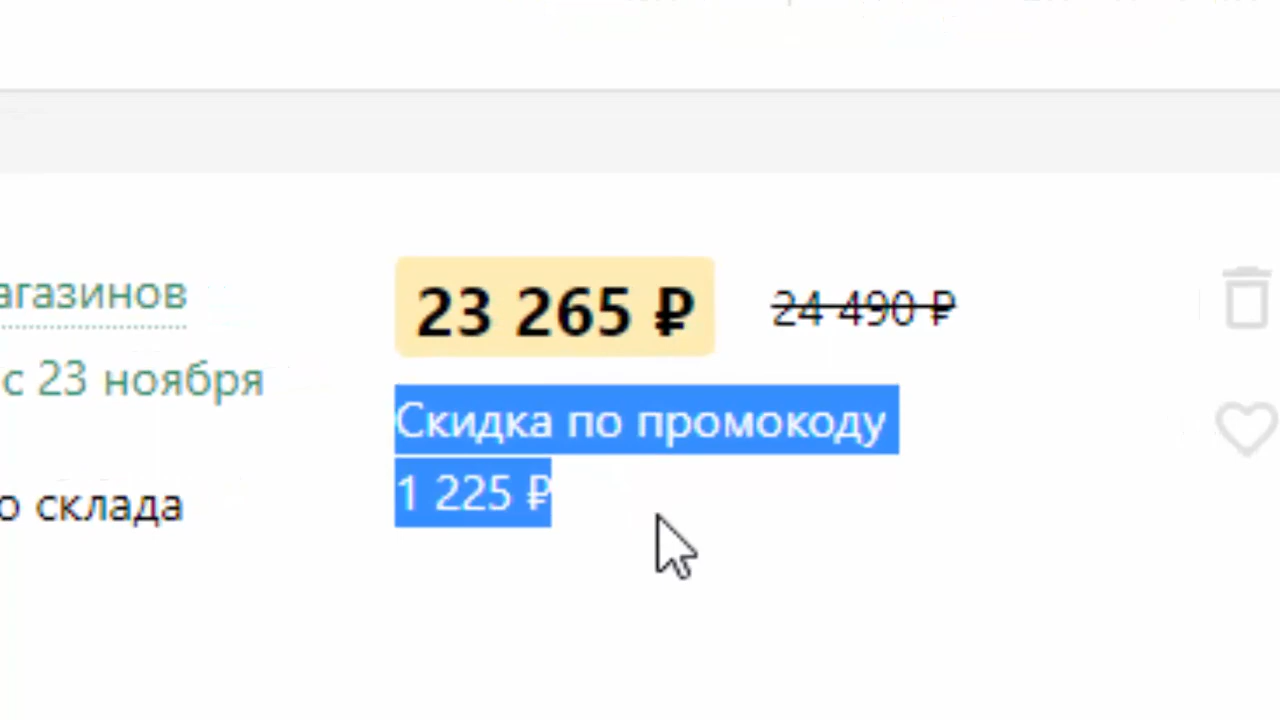 агазинов
с 23 ноября
о склада
23 265 ₽ 24 490 ₽
Скидка по промокоду
1 225 ₽